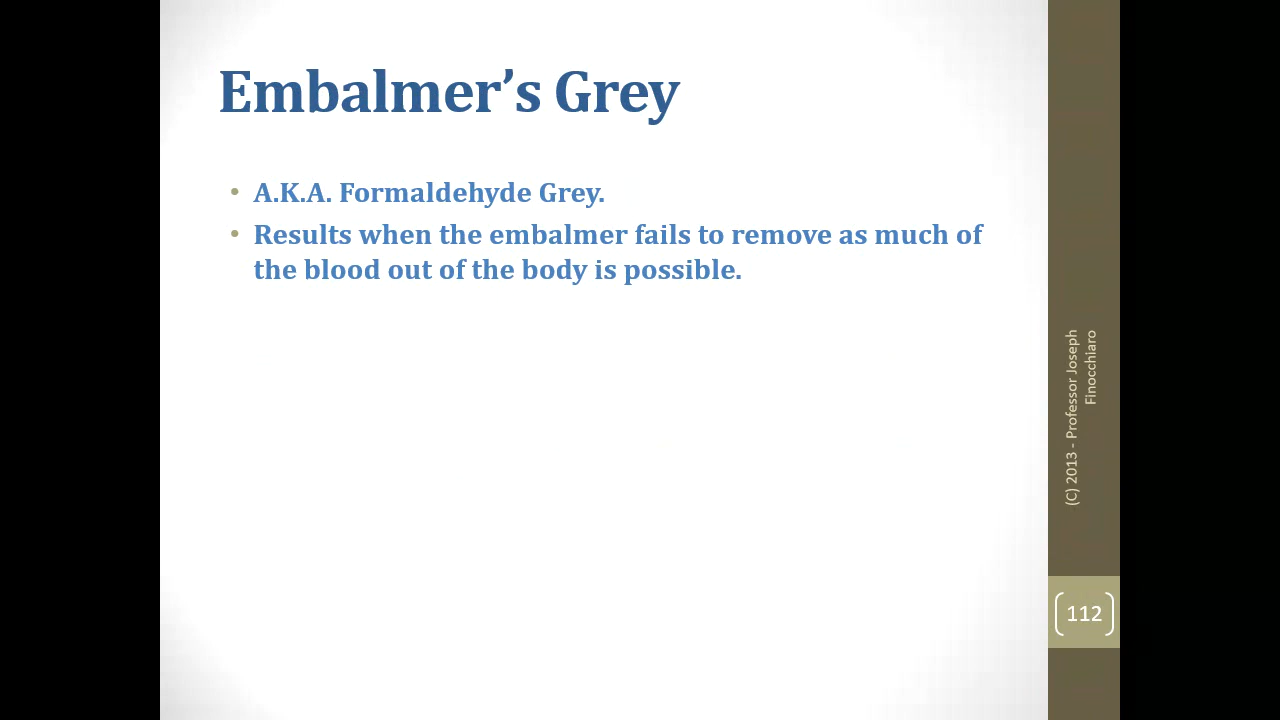 Embalmer’s Grey
• A.K.A. Formaldehyde Grey.
• Results when the embalmer fails to remove as much of
the blood out of the body is possible.
(C) 2013 - Professor Joseph
Finocchiaro
112